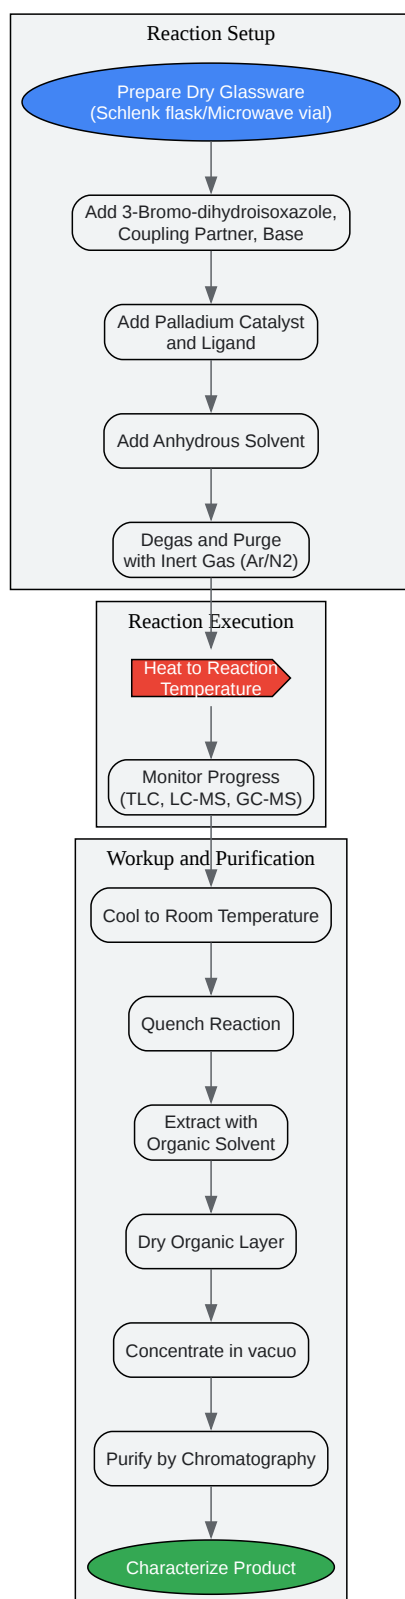 Reaction Setup
Prepare Dry Glassware
(Schlenk flask/Microwave vial)
Add 3-Bromo-dihydroisoxazole,
Coupling Partner, Base
Add Palladium Catalyst
and Ligand
Add Anhydrous Solvent
Degas and Purge
with Inert Gas (Ar/N2)
Reaction Execution
Heat to Reaction
Temperature
Monitor Progress
(TLC, LC-MS, GC-MS)
Workup and Purification
Cool to Room Temperature
Quench Reaction
Extract with
Organic Solvent
Dry Organic Layer
Concentrate in vacuo
Purify by Chromatography
Characterize Product